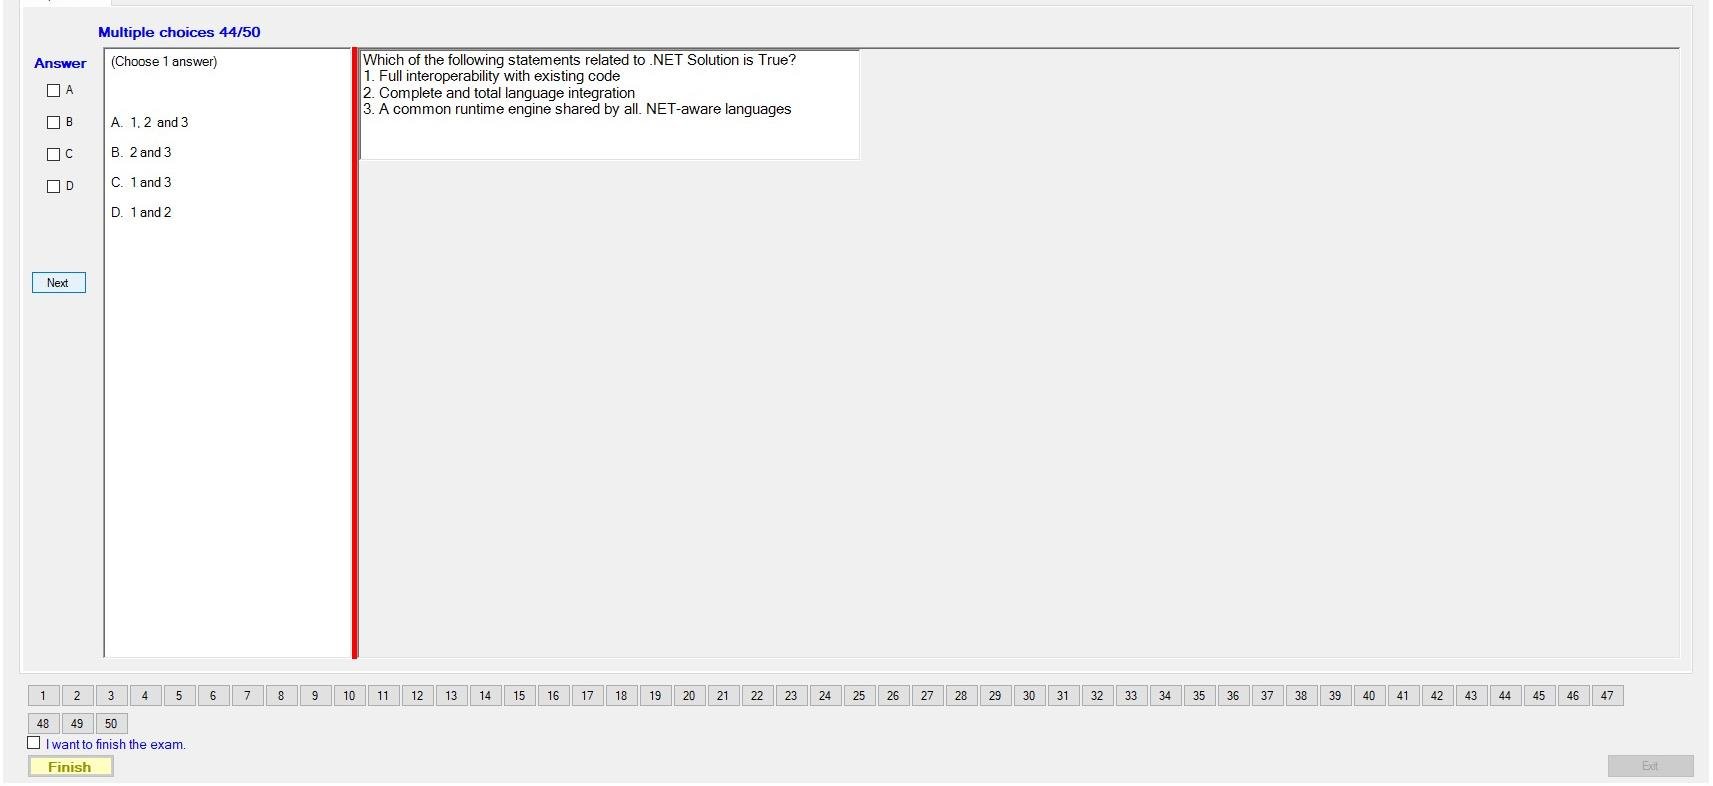 Multiple choices 44/50
Answer
(Choose 1 answer)
A
B
C
D
A. 1, 2 and 3
B. 2 and 3
C. 1 and 3
D. 1 and 2
Next
Which of the following statements related to .NET Solution is True?
1. Full interoperability with existing code
2. Complete and total language integration
3. A common runtime engine shared by all. NET-aware languages
1 2 3 4 5 6 7 8 9 10 11 12 13 14 15 16 17 18 19 20 21 22 23 24 25 26 27 28 29 30 31 32 33 34 35 36 37 38 39 40 41 42 43 44 45 46 47
48 49 50
I want to finish the exam.
Finish
Exit